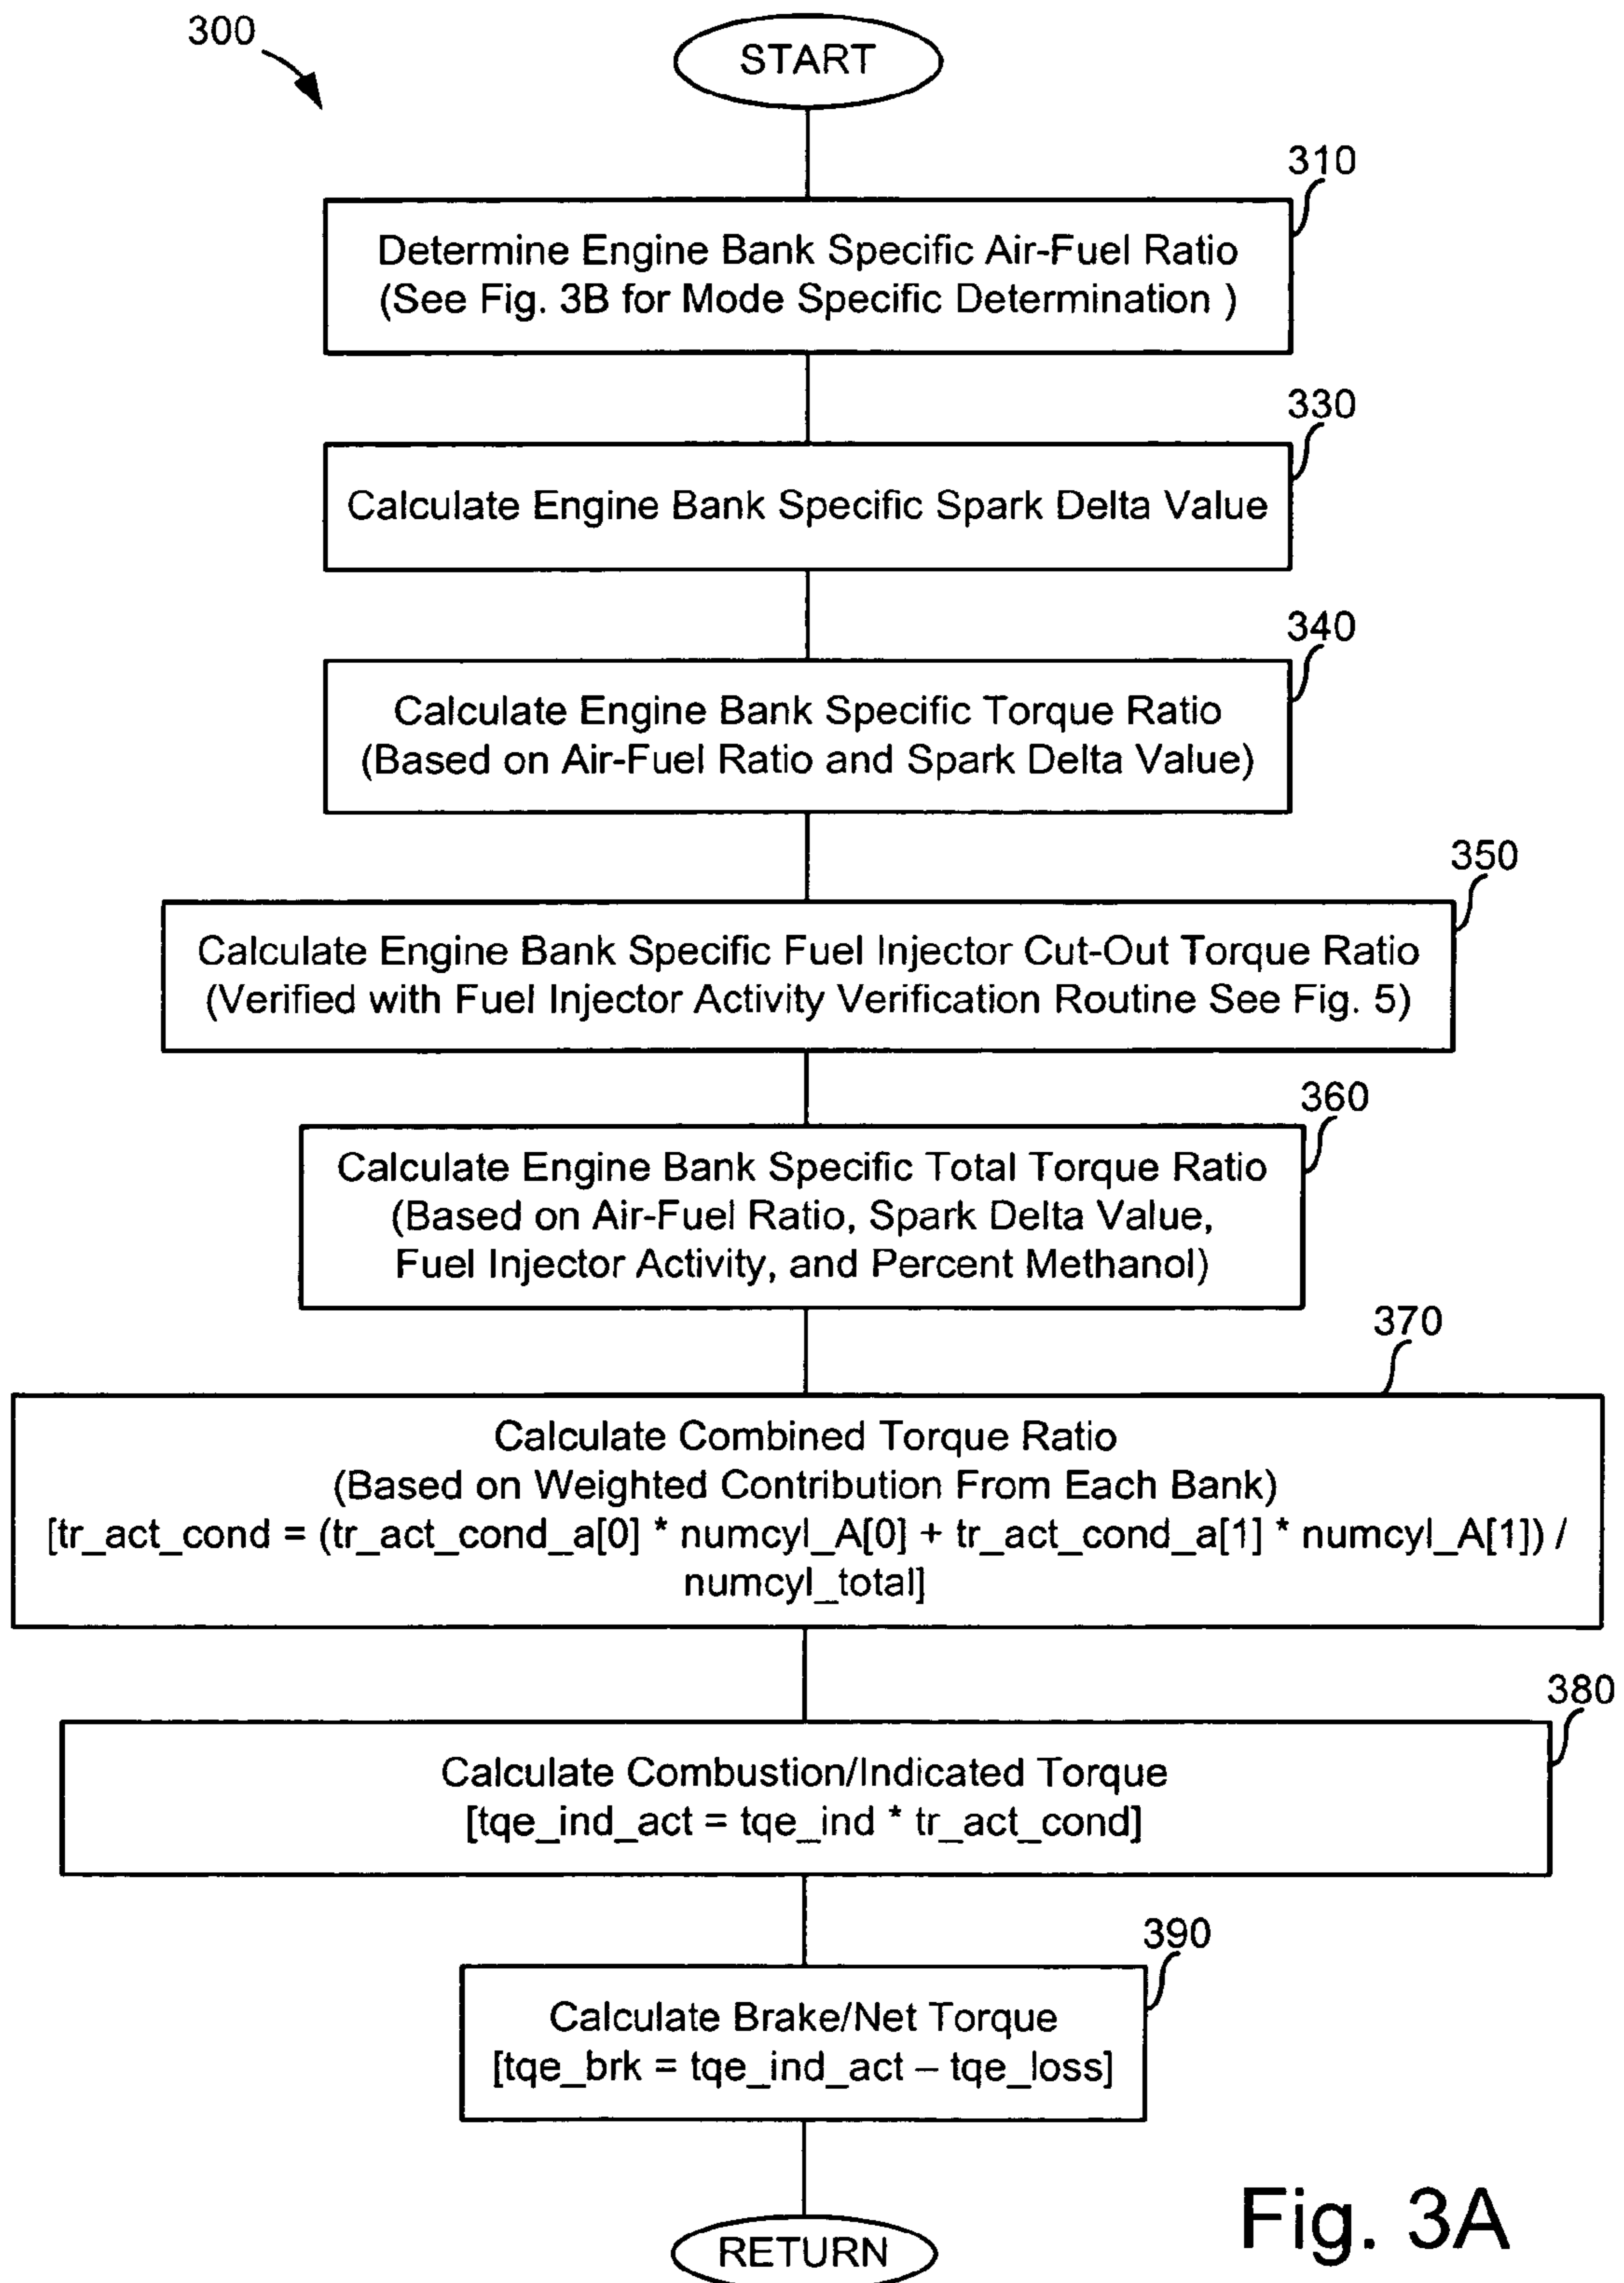 300
START
310
Determine Engine Bank Specific Air-Fuel Ratio
(See Fig. 3B for Mode Specific Determination )
330
Calculate Engine Bank Specific Spark Delta Value
340
Calculate Engine Bank Specific Torque Ratio
(Based on Air-Fuel Ratio and Spark Delta Value)
350
Calculate Engine Bank Specific Fuel Injector Cut-Out Torque Ratio
(Verified with Fuel Injector Activity Verification Routine See Fig. 5)
360
Calculate Engine Bank Specific Total Torque Ratio
(Based on Air-Fuel Ratio, Spark Delta Value,
Fuel Injector Activity, and Percent Methanol)
370
Calculate Combined Torque Ratio
(Based on Weighted Contribution From Each Bank)
[tr_act_cond = (tr_act_cond_a[0] * numcyl_A[0] + tr_act_cond_a[1] * numcyl_A[1]) /
numcyl_total]
380
Calculate Combustion/Indicated Torque
[tqe_ind_act = tqe_ind * tr_act_cond]
390
Calculate Brake/Net Torque
[tqe_brk = tqe_ind_act – tqe_loss]
RETURN
Fig. 3A